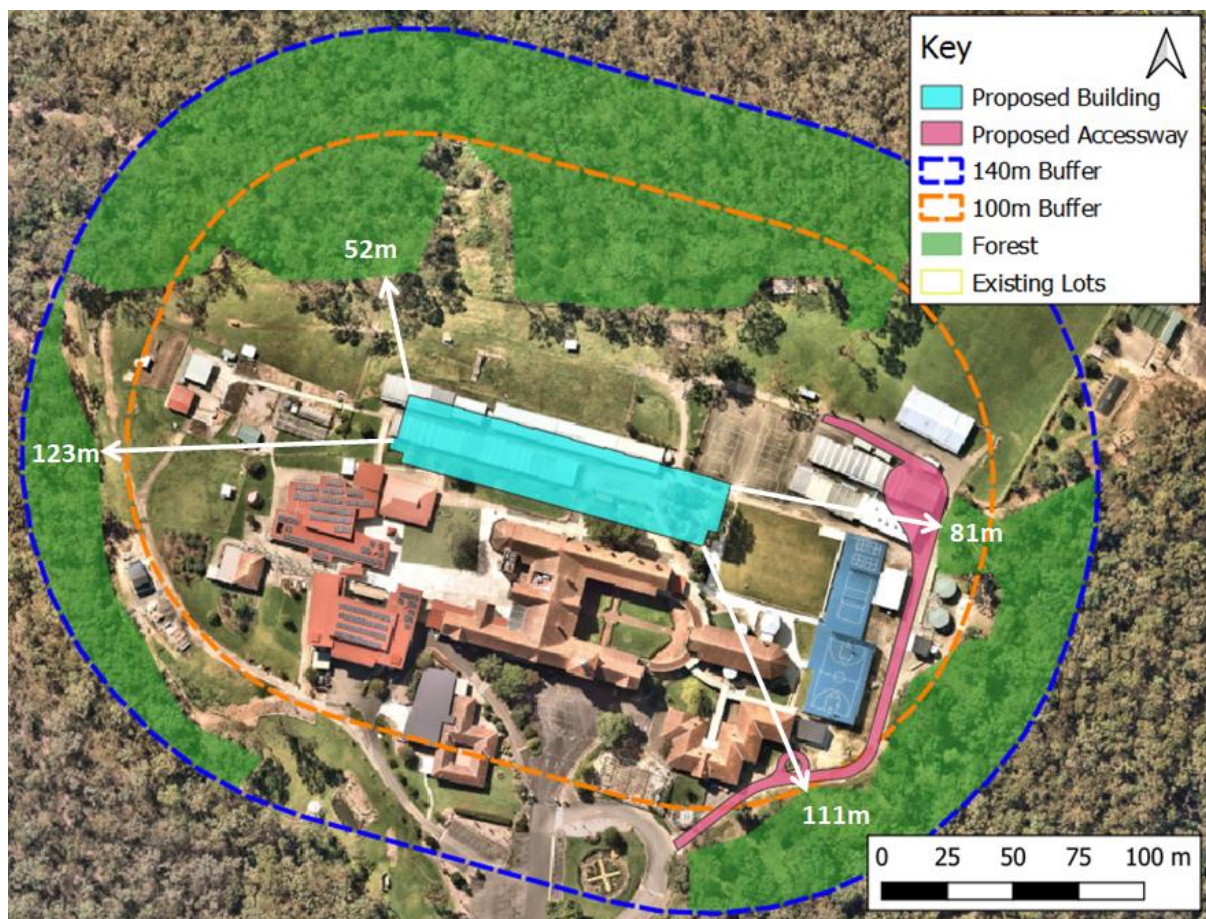 Key
Proposed Building
Proposed Accessway
140m Buffer
100m Buffer
Forest
Existing Lots
52m
123m
81m
111m
0 25 50 75 100 m